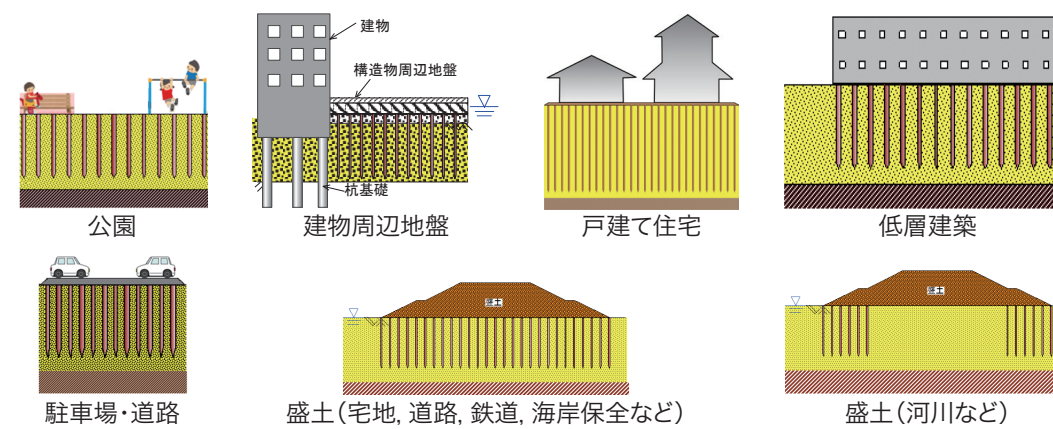 建物
構造物周辺地盤
杭基礎
公園
建物周辺地盤
戸建て住宅
低層建築
盛土
盛土
駐車場・道路
盛土(宅地, 道路, 鉄道, 海岸保全など)
盛土(河川など)